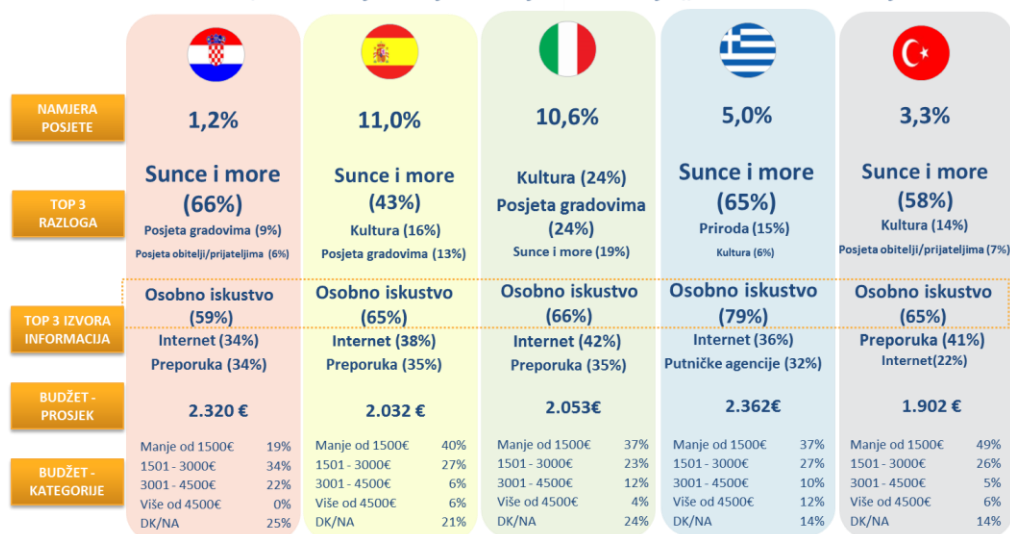 NAMJERA
POSJETE
1,2%
11,0%
10,6%
5,0%
3,3%
TOP 3
RAZLOGA
Sunce i more
(66%)
Posjeta gradovima (9%)
Posjeta obitelji/prijateljima (6%)
Sunce i more
(43%)
Kultura (16%)
Posjeta gradovima (13%)
Kultura (24%)
Posjeta gradovima
(24%)
Sunce i more (19%)
Sunce i more
(65%)
Priroda (15%)
Kultura (6%)
Sunce i more
(58%)
Kultura (14%)
Posjeta obitelji/prijateljima (7%)
TOP 3 IZVORA
INFORMACIJA
Osobno iskustvo
(59%)
Internet (34%)
Preporuka (34%)
Osobno iskustvo
(65%)
Internet (38%)
Preporuka (35%)
Osobno iskustvo
(66%)
Internet (42%)
Preporuka (35%)
Osobno iskustvo
(79%)
Internet (36%)
Putničke agencije (32%)
Osobno iskustvo
(65%)
Preporuka (41%)
Internet(22%)
BUDŽET -
PROSJEK
2.320 €
2.032 €
2.053€
2.362€
1.902 €
BUDŽET -
KATEGORIJE
Manje od 1500€ 19%
1501 - 3000€ 34%
3001 - 4500€ 22%
Više od 4500€ 0%
DK/NA 25%
Manje od 1500€ 40%
1501 - 3000€ 27%
3001 - 4500€ 6%
Više od 4500€ 6%
DK/NA 21%
Manje od 1500€ 37%
1501 - 3000€ 23%
3001 - 4500€ 12%
Više od 4500€ 4%
DK/NA 24%
Manje od 1500€ 37%
1501 - 3000€ 27%
3001 - 4500€ 10%
Više od 4500€ 12%
DK/NA 14%
Manje od 1500€ 49%
1501 - 3000€ 26%
3001 - 4500€ 5%
Više od 4500€ 6%
DK/NA 14%